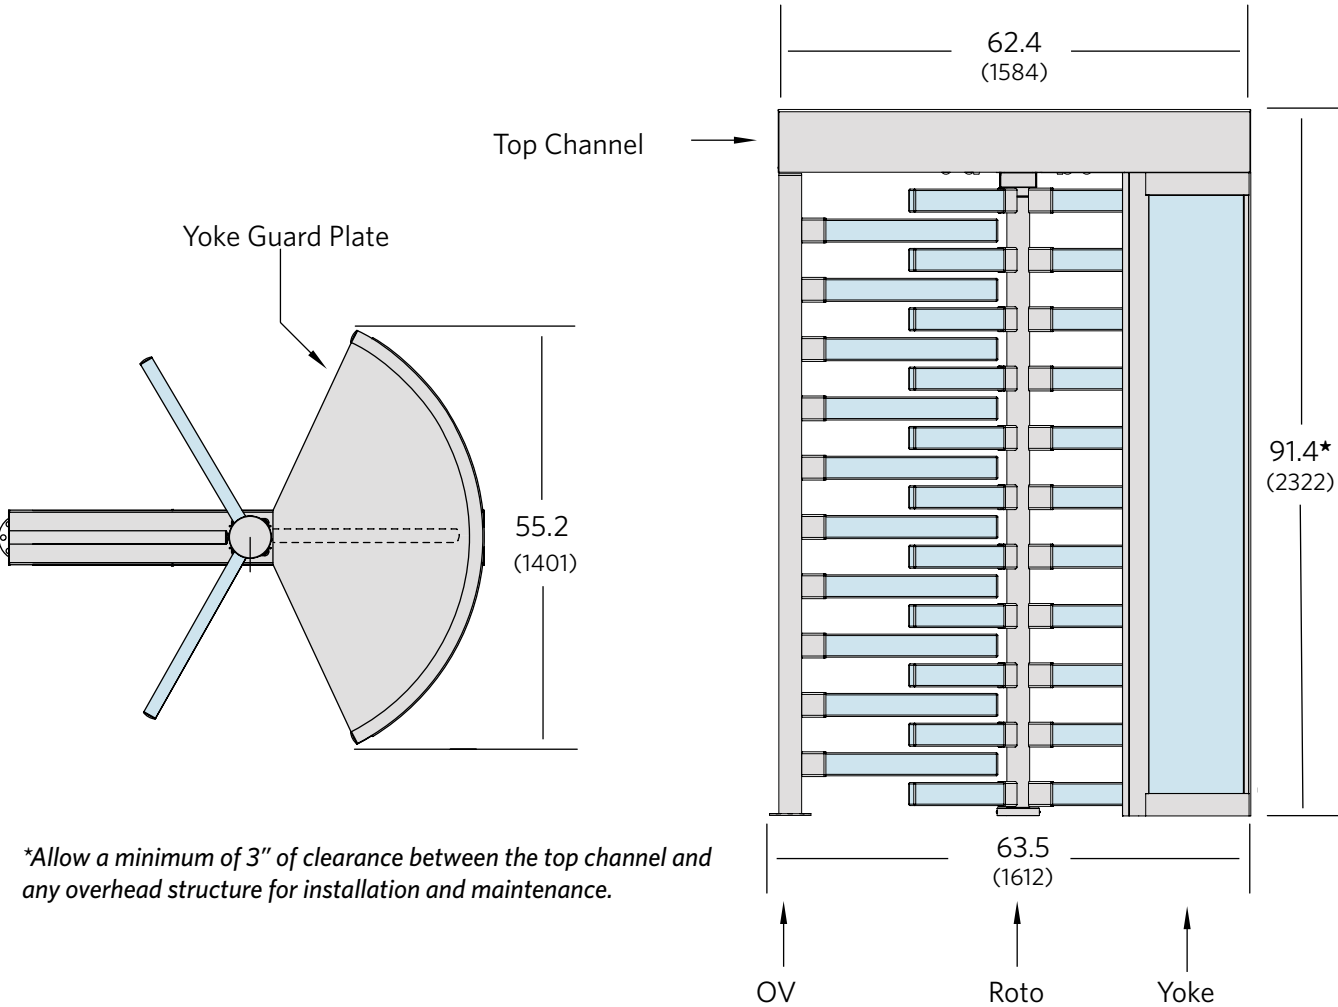 62.4
(1584)
Top Channel
Yoke Guard Plate
91.4★
(2322)
55.2
(1401)
63.5
(1612)
*Allow a minimum of 3" of clearance between the top channel and
any overhead structure for installation and maintenance.
OV
Roto
Yoke